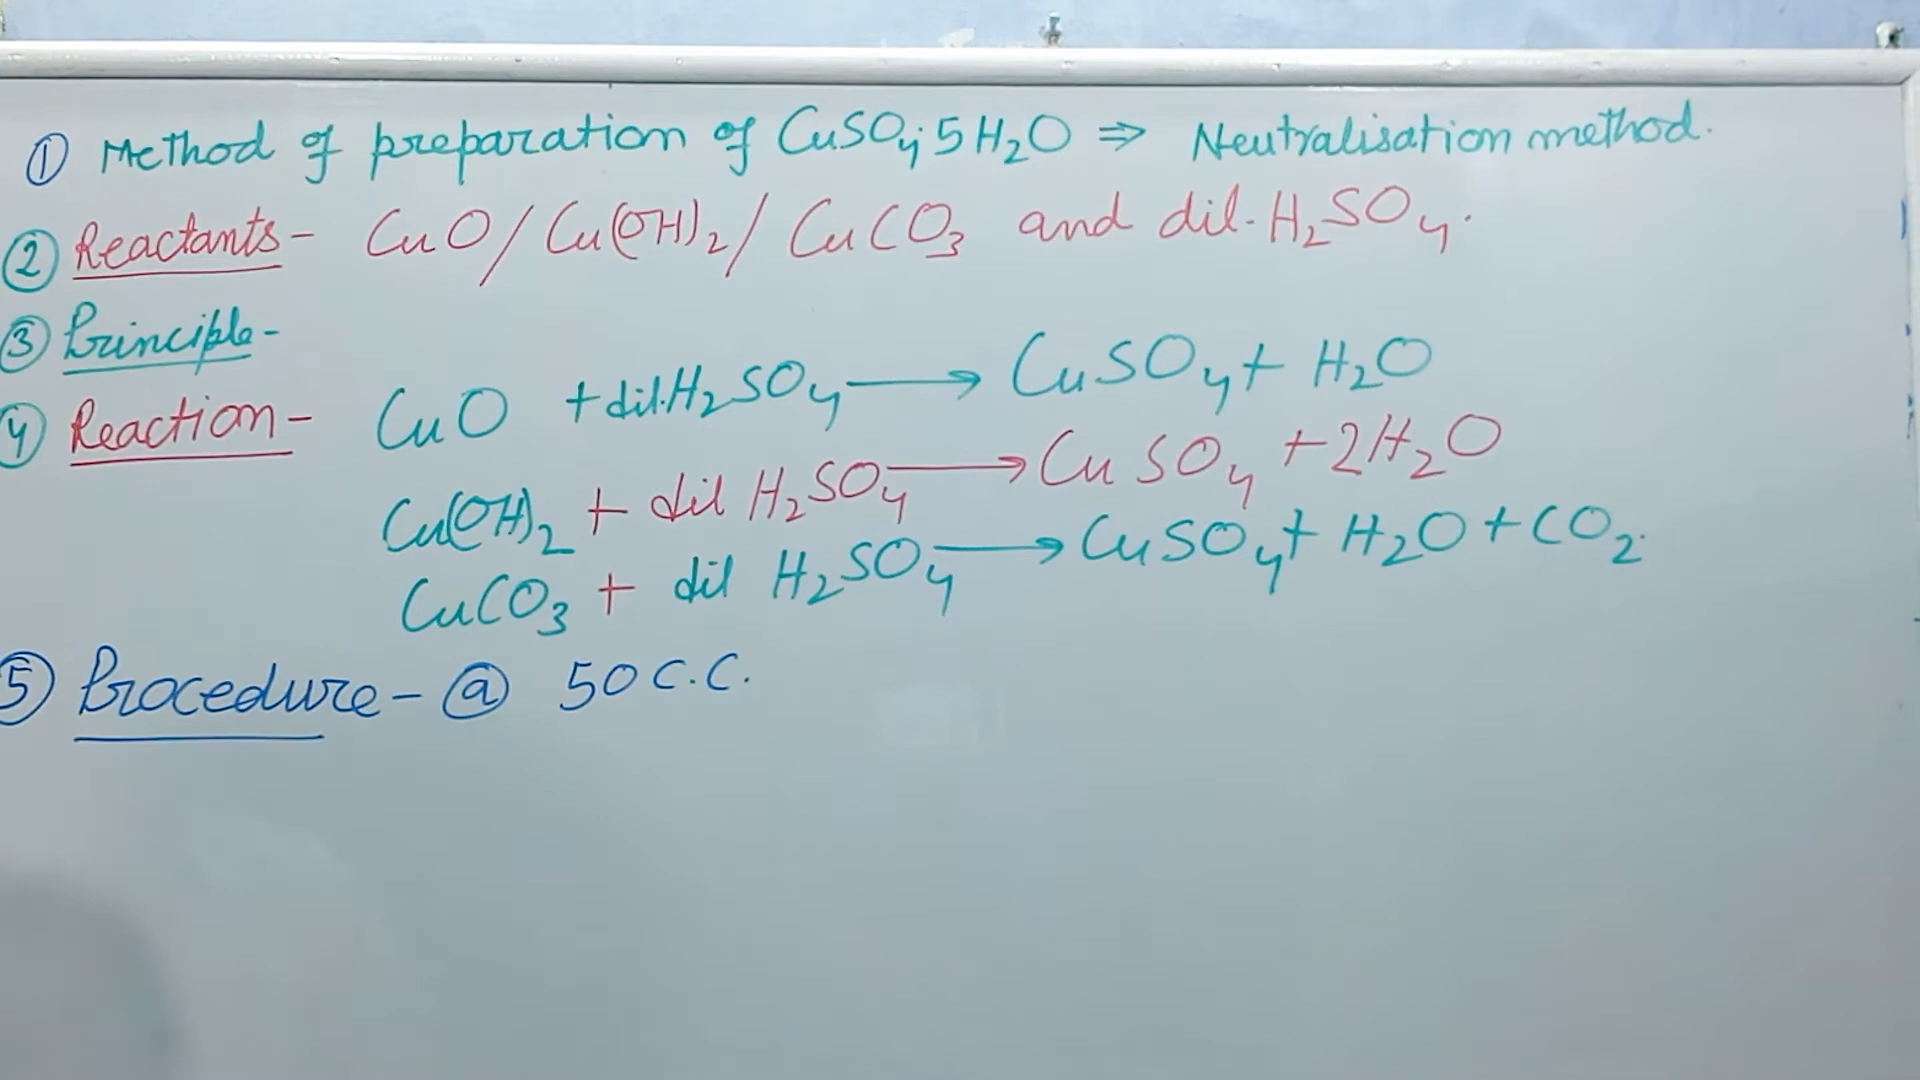 ① Method of preparation of CuSO₄;5H₂O ⇒ Neutralisation method.
② Reactants- CuO/Cu(OH)₂/CuCO₃ and dil. H₂SO₄.
③ Principle-
④ Reaction- CuO +dil.H₂SO₄ ⟶ CuSO₄+ H₂O
Cu(OH)₂ + dil H₂SO₄ ⟶ CuSO₄ +2H₂O
CuCO₃ + dil H₂SO₄ ⟶ CuSO₄+ H₂O+CO₂.
⑤ Procedure- ⓐ 50 C.C.